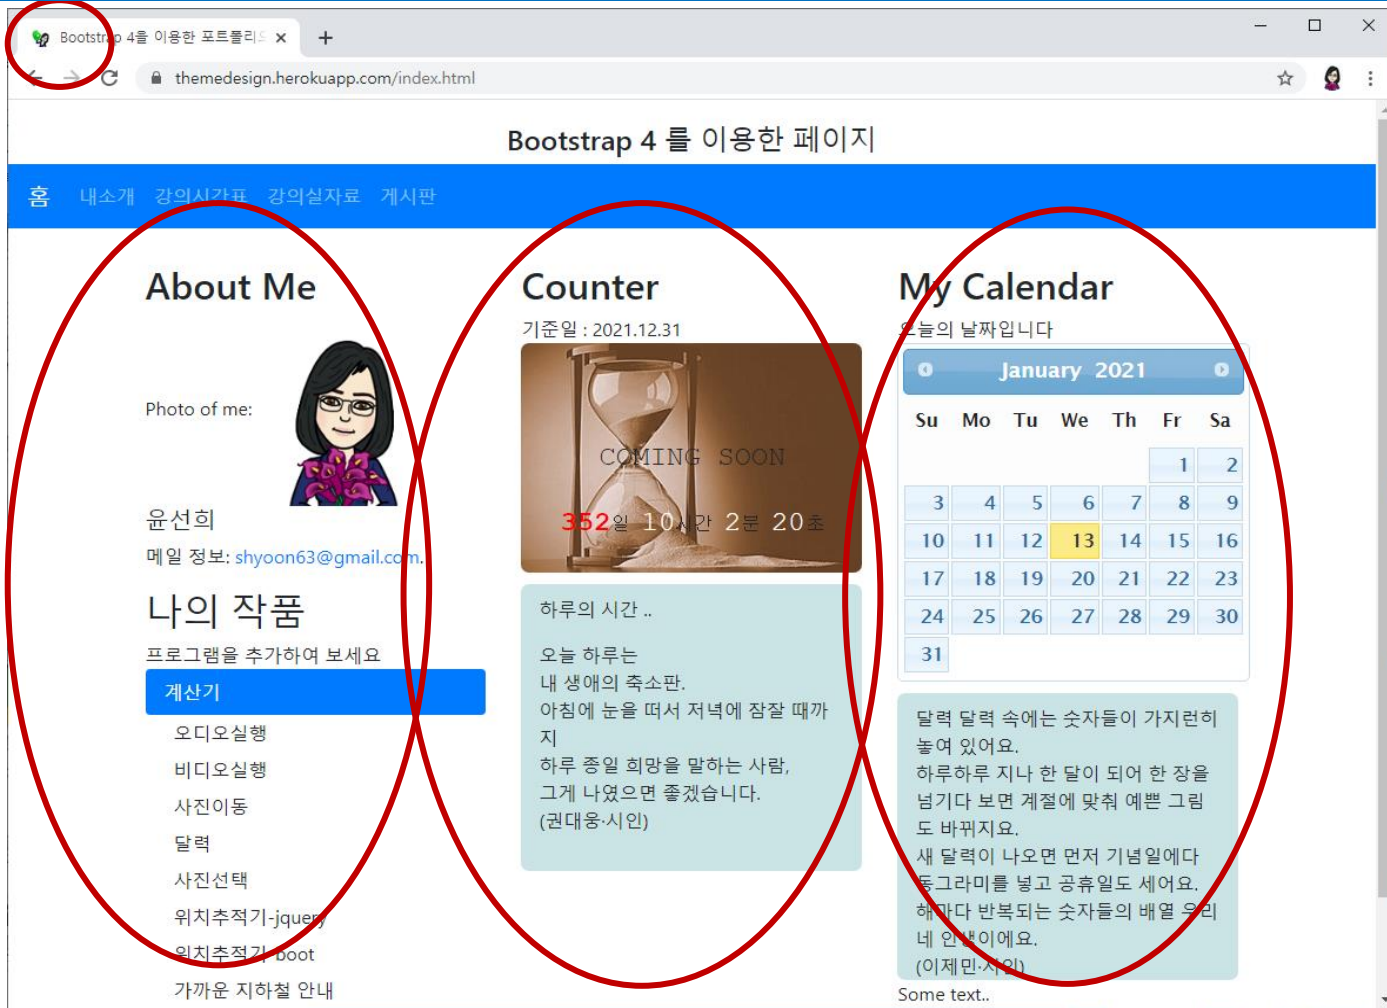 Bootstrap 4을 이용한 포트폴리오
themedesign.herokuapp.com/index.html
Bootstrap 4 를 이용한 페이지
홈 내소개 강의시간표 강의실자료 게시판
About Me
Photo of me:
윤선희
메일 정보: shyoon63@gmail.com.
나의 작품
프로그램을 추가하여 보세요
계산기
오디오실행
비디오실행
사진이동
달력
사진선택
위치추적기-jquery
위치추적기-boot
가까운 지하철 안내
Counter
기준일 : 2021.12.31
COMING SOON
352일 10시간 2분 20초
하루의 시간 ..
오늘 하루는
내 생애의 축소판.
아침에 눈을 떠서 저녁에 잠잘 때까
지
하루 종일 희망을 말하는 사람,
그게 나였으면 좋겠습니다.
(권대웅·시인)
My Calendar
오늘의 날짜입니다
January 2021
Su Mo Tu We Th Fr Sa
1 2
3 4 5 6 7 8 9
10 11 12 13 14 15 16
17 18 19 20 21 22 23
24 25 26 27 28 29 30
31
달력 달력 속에는 숫자들이 가지런히
놓여 있어요.
하루하루 지나 한 달이 되어 한 장을
넘기다 보면 계절에 맞춰 예쁜 그림
도 바뀌지요.
새 달력이 나오면 먼저 기념일에다
동그라미를 넣고 공휴일도 세어요.
해마다 반복되는 숫자들의 배열 우리
네 인생이에요.
(이제민·시인)
Some text..